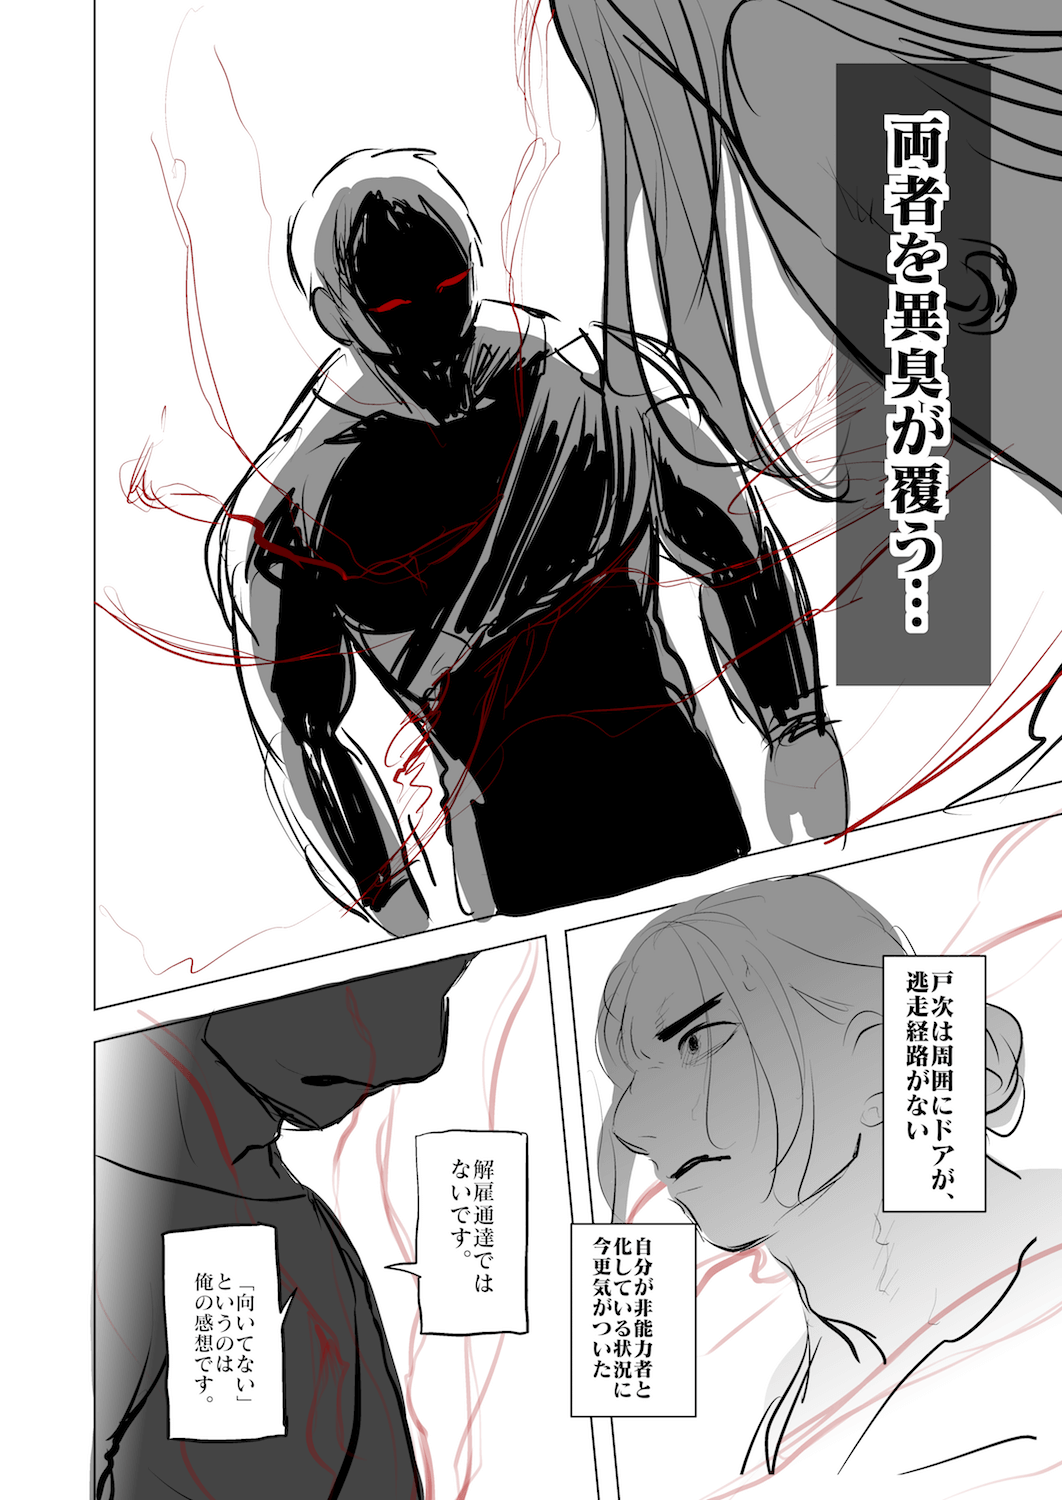 両者を異臭が覆う…
戸次は周囲にドアが、
逃走経路がない
自分が非能力者と
化している状況に
今更気がついた
解雇通達では
ないです。
「向いてない」
というのは
俺の感想です。